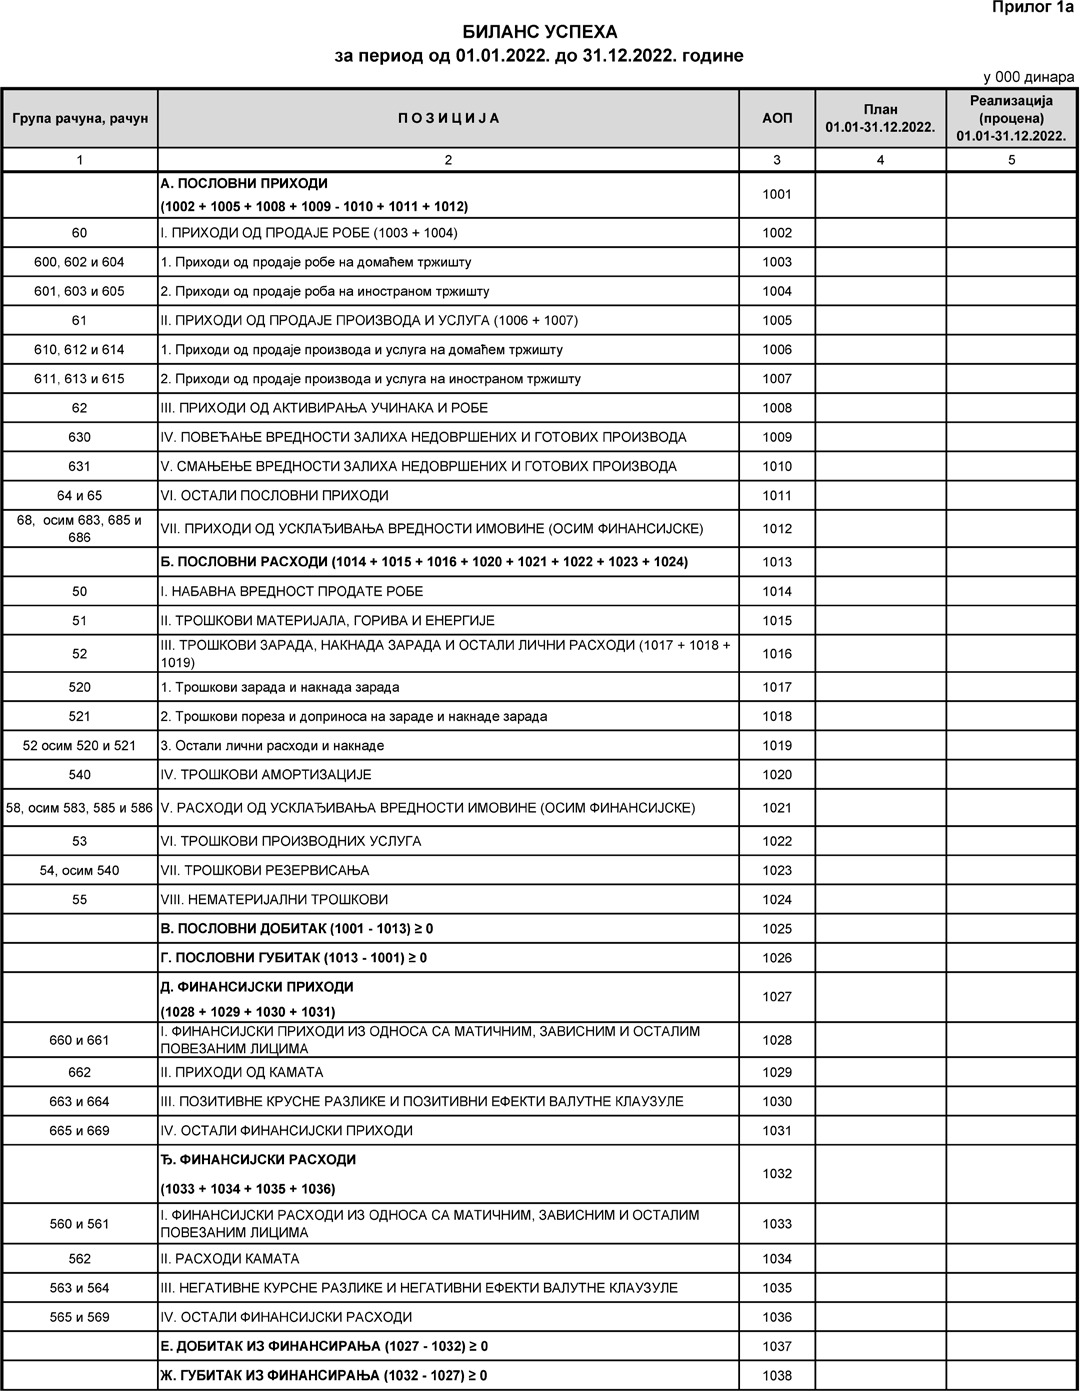 Прилог 1а
БИЛАНС УСПЕХА
за период од 01.01.2022. до 31.12.2022. године
у 000 динара
Група рачуна, рачун П О З И Ц И Ј А АОП План 01.01-31.12.2022. Реализација (процена) 01.01-31.12.2022.
1 2 3 4 5
А. ПОСЛОВНИ ПРИХОДИ
(1002 + 1005 + 1008 + 1009 - 1010 + 1011 + 1012) 1001
60 I. ПРИХОДИ ОД ПРОДАЈЕ РОБЕ (1003 + 1004) 1002
600, 602 и 604 1. Приходи од продаје робе на домаћем тржишту 1003
601, 603 и 605 2. Приходи од продаје роба на иностраном тржишту 1004
61 II. ПРИХОДИ ОД ПРОДАЈЕ ПРОИЗВОДА И УСЛУГА (1006 + 1007) 1005
610, 612 и 614 1. Приходи од продаје производа и услуга на домаћем тржишту 1006
611, 613 и 615 2. Приходи од продаје производа и услуга на иностраном тржишту 1007
62 III. ПРИХОДИ ОД АКТИВИРАЊА УЧИНАКА И РОБЕ 1008
630 IV. ПОВЕЋАЊЕ ВРЕДНОСТИ ЗАЛИХА НЕДОВРШЕНИХ И ГОТОВИХ ПРОИЗВОДА 1009
631 V. СМАЊЕЊЕ ВРЕДНОСТИ ЗАЛИХА НЕДОВРШЕНИХ И ГОТОВИХ ПРОИЗВОДА 1010
64 и 65 VI. ОСТАЛИ ПОСЛОВНИ ПРИХОДИ 1011
68, осим 683, 685 и 686 VII. ПРИХОДИ ОД УСКЛАЂИВАЊА ВРЕДНОСТИ ИМОВИНЕ (ОСИМ ФИНАНСИЈСКЕ) 1012
Б. ПОСЛОВНИ РАСХОДИ (1014 + 1015 + 1016 + 1020 + 1021 + 1022 + 1023 + 1024) 1013
50 I. НАБАВНА ВРЕДНОСТ ПРОДАТЕ РОБЕ 1014
51 II. ТРОШКОВИ МАТЕРИЈАЛА, ГОРИВА И ЕНЕРГИЈЕ 1015
52 III. ТРОШКОВИ ЗАРАДА, НАКНАДА ЗАРАДА И ОСТАЛИ ЛИЧНИ РАСХОДИ (1017 + 1018 +
1019) 1016
520 1. Трошкови зарада и накнада зарада 1017
521 2. Трошкови пореза и доприноса на зараде и накнаде зарада 1018
52 осим 520 и 521 3. Остали лични расходи и накнаде 1019
540 IV. ТРОШКОВИ АМОРТИЗАЦИЈЕ 1020
58, осим 583, 585 и 586 V. РАСХОДИ ОД УСКЛАЂИВАЊА ВРЕДНОСТИ ИМОВИНЕ (ОСИМ ФИНАНСИЈСКЕ) 1021
53 VI. ТРОШКОВИ ПРОИЗВОДНИХ УСЛУГА 1022
54, осим 540 VII. ТРОШКОВИ РЕЗЕРВИСАЊА 1023
55 VIII. НЕМАТЕРИЈАЛНИ ТРОШКОВИ 1024
В. ПОСЛОВНИ ДОБИТАК (1001 - 1013) ≥ 0 1025
Г. ПОСЛОВНИ ГУБИТАК (1013 - 1001) ≥ 0 1026
Д. ФИНАНСИЈСКИ ПРИХОДИ
(1028 + 1029 + 1030 + 1031) 1027
660 и 661 I. ФИНАНСИЈСКИ ПРИХОДИ ИЗ ОДНОСА СА МАТИЧНИМ, ЗАВИСНИМ И ОСТАЛИМ
ПОВЕЗАНИМ ЛИЦИМА 1028
662 II. ПРИХОДИ ОД КАМАТА 1029
663 и 664 III. ПОЗИТИВНЕ КРУСНЕ РАЗЛИКЕ И ПОЗИТИВНИ ЕФЕКТИ ВАЛУТНЕ КЛАУЗУЛЕ 1030
665 и 669 IV. ОСТАЛИ ФИНАНСИЈСКИ ПРИХОДИ 1031
Ђ. ФИНАНСИЈСКИ РАСХОДИ
(1033 + 1034 + 1035 + 1036) 1032
560 и 561 I. ФИНАНСИЈСКИ РАСХОДИ ИЗ ОДНОСА СА МАТИЧНИМ, ЗАВИСНИМ И ОСТАЛИМ
ПОВЕЗАНИМ ЛИЦИМА 1033
562 II. РАСХОДИ КАМАТА 1034
563 и 564 III. НЕГАТИВНЕ КУРСНЕ РАЗЛИКЕ И НЕГАТИВНИ ЕФЕКТИ ВАЛУТНЕ КЛАУЗУЛЕ 1035
565 и 569 IV. ОСТАЛИ ФИНАНСИЈСКИ РАСХОДИ 1036
Е. ДОБИТАК ИЗ ФИНАНСИРАЊА (1027 - 1032) ≥ 0 1037
Ж. ГУБИТАК ИЗ ФИНАНСИРАЊА (1032 - 1027) ≥ 0 1038